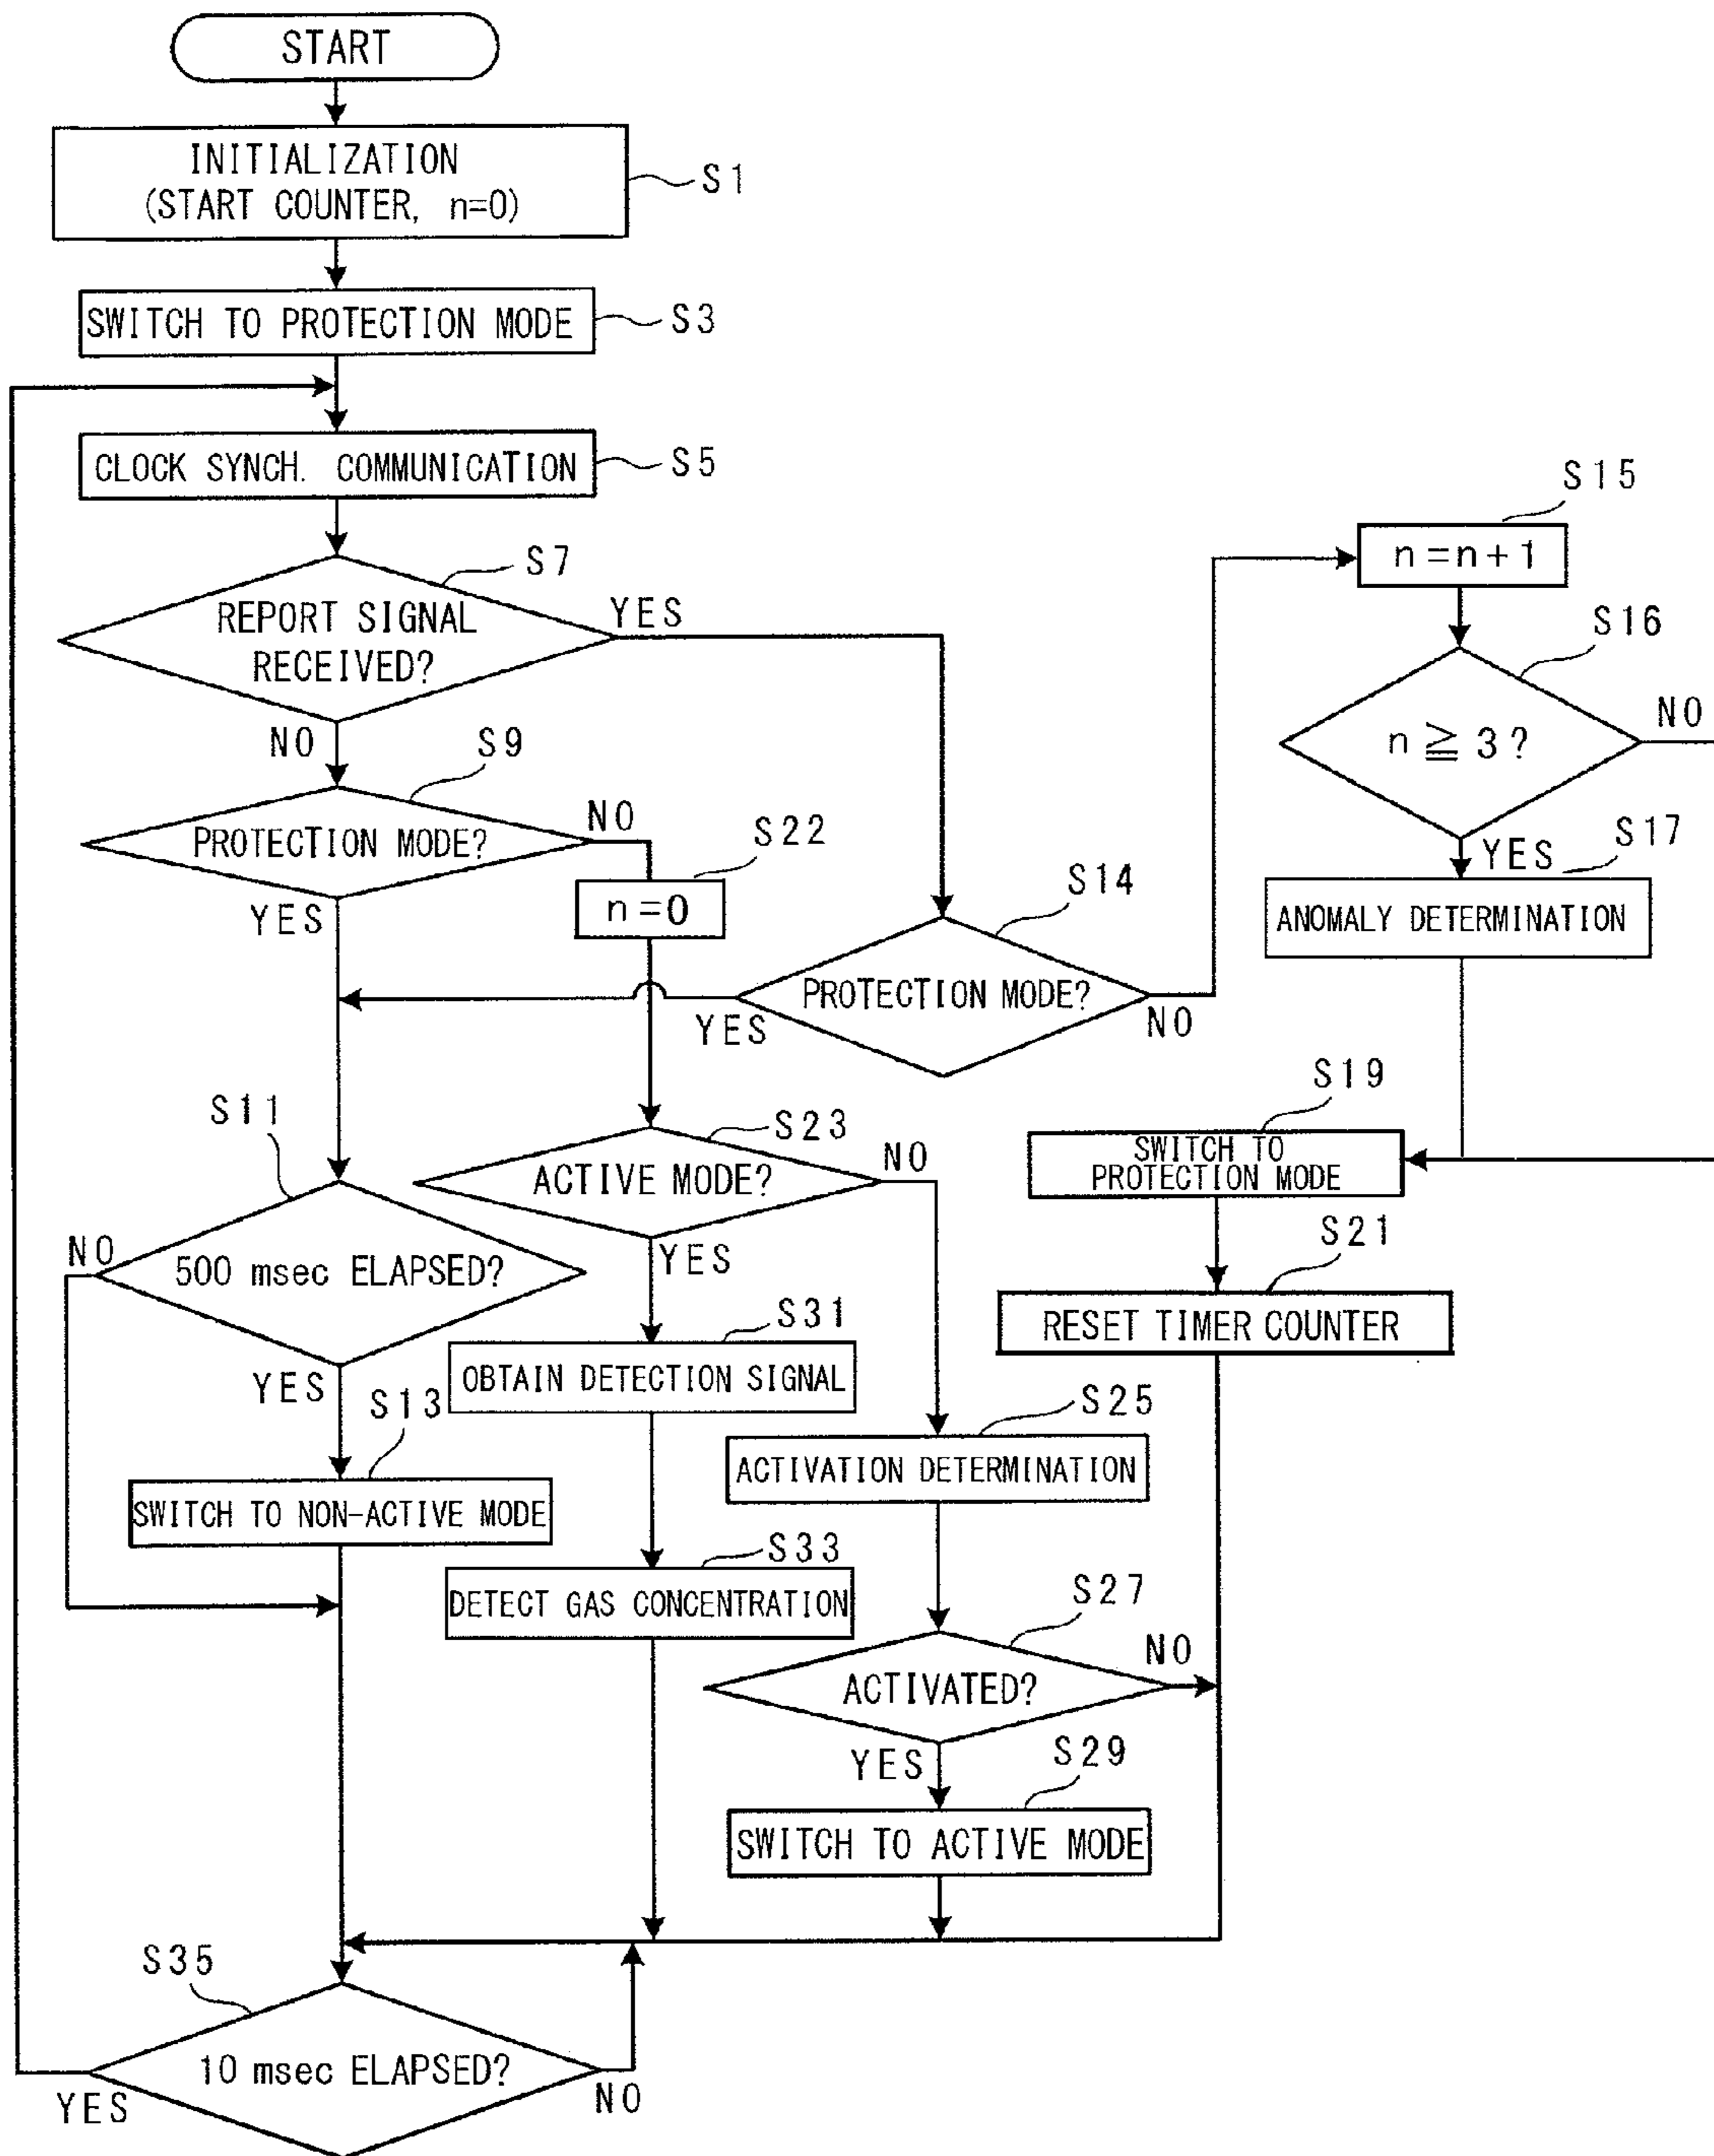 START
INITIALIZATION
(START COUNTER, n=0)
S1
SWITCH TO PROTECTION MODE
S3
CLOCK SYNCH. COMMUNICATION
S5
S7
REPORT SIGNAL
RECEIVED?
YES
NO
S15
n=n+1
S16
n≧3?
NO
YES
S17
ANOMALY DETERMINATION
S9
PROTECTION MODE?
NO
YES
S22
n=0
S14
PROTECTION MODE?
YES
NO
S11
500 msec ELAPSED?
NO
YES
S13
SWITCH TO NON-ACTIVE MODE
S23
ACTIVE MODE?
NO
YES
S31
OBTAIN DETECTION SIGNAL
S33
DETECT GAS CONCENTRATION
S19
SWITCH TO
PROTECTION MODE
S21
RESET TIMER COUNTER
S25
ACTIVATION DETERMINATION
S27
ACTIVATED?
NO
YES
S29
SWITCH TO ACTIVE MODE
S35
10 msec ELAPSED?
YES
NO